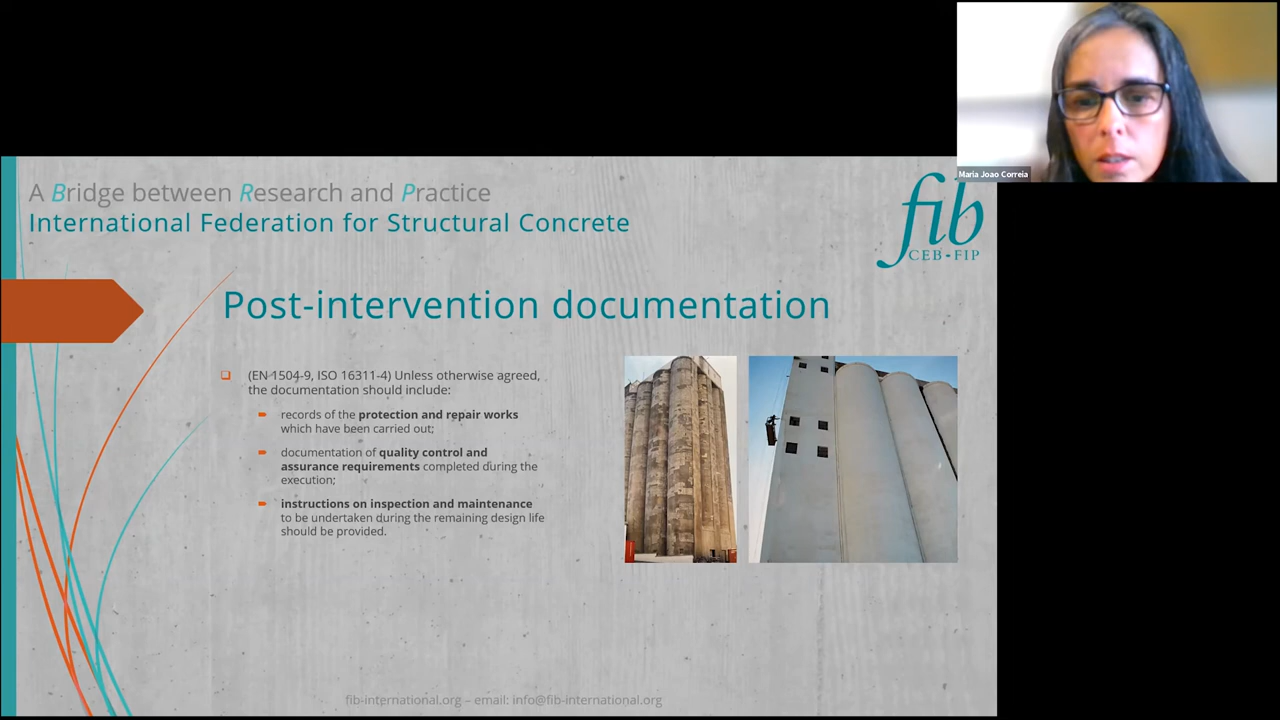 Maria Joao Correia
A Bridge between Research and Practice
International Federation for Structural Concrete
fib
CEB-FIP
Post-intervention documentation
(EN 1504-9, ISO 16311-4) Unless otherwise agreed,
the documentation should include:
records of the protection and repair works
which have been carried out;
documentation of quality control and
assurance requirements completed during the
execution;
instructions on inspection and maintenance
to be undertaken during the remaining design life
should be provided.
fib-international.org – email: info@fib-international.org